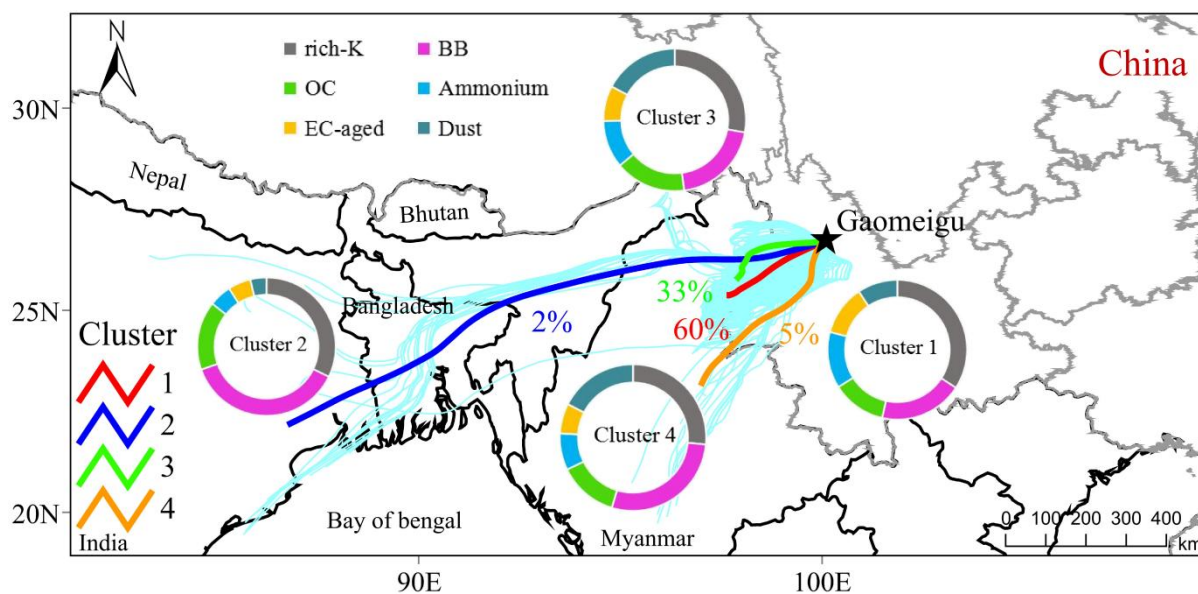 N
rich-K
BB
OC
Ammonium
EC-aged
Dust
Cluster 3
China
30N
Nepal
Bhutan
Gaomeigu
33%
25N
Bangladesh
2%
60%
5%
Cluster
Cluster 2
Cluster 1
1
2
3
4
Cluster 4
20N
India
Bay of bengal
Myanmar
0 100 200 300 400
km
90E
100E